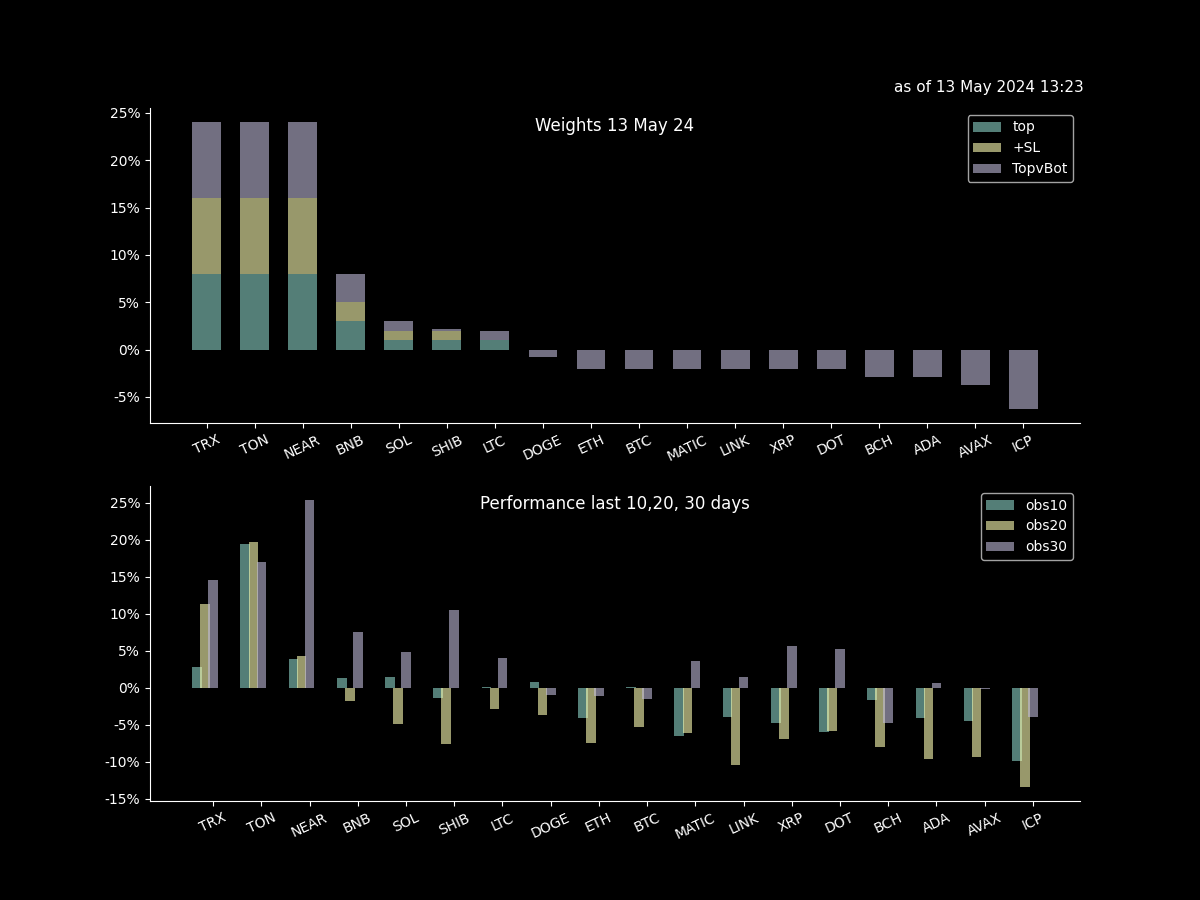 as of 13 May 2024 13:23
Weights 13 May 24
top
+SL
TopvBot
25%
20%
15%
10%
5%
0%
-5%
TRX TON NEAR BNB SOL SHIB LTC DOGE ETH BTC MATIC LINK XRP DOT BCH ADA AVAX ICP
Performance last 10,20, 30 days
obs10
obs20
obs30
25%
20%
15%
10%
5%
0%
-5%
-10%
-15%
TRX TON NEAR BNB SOL SHIB LTC DOGE ETH BTC MATIC LINK XRP DOT BCH ADA AVAX ICP